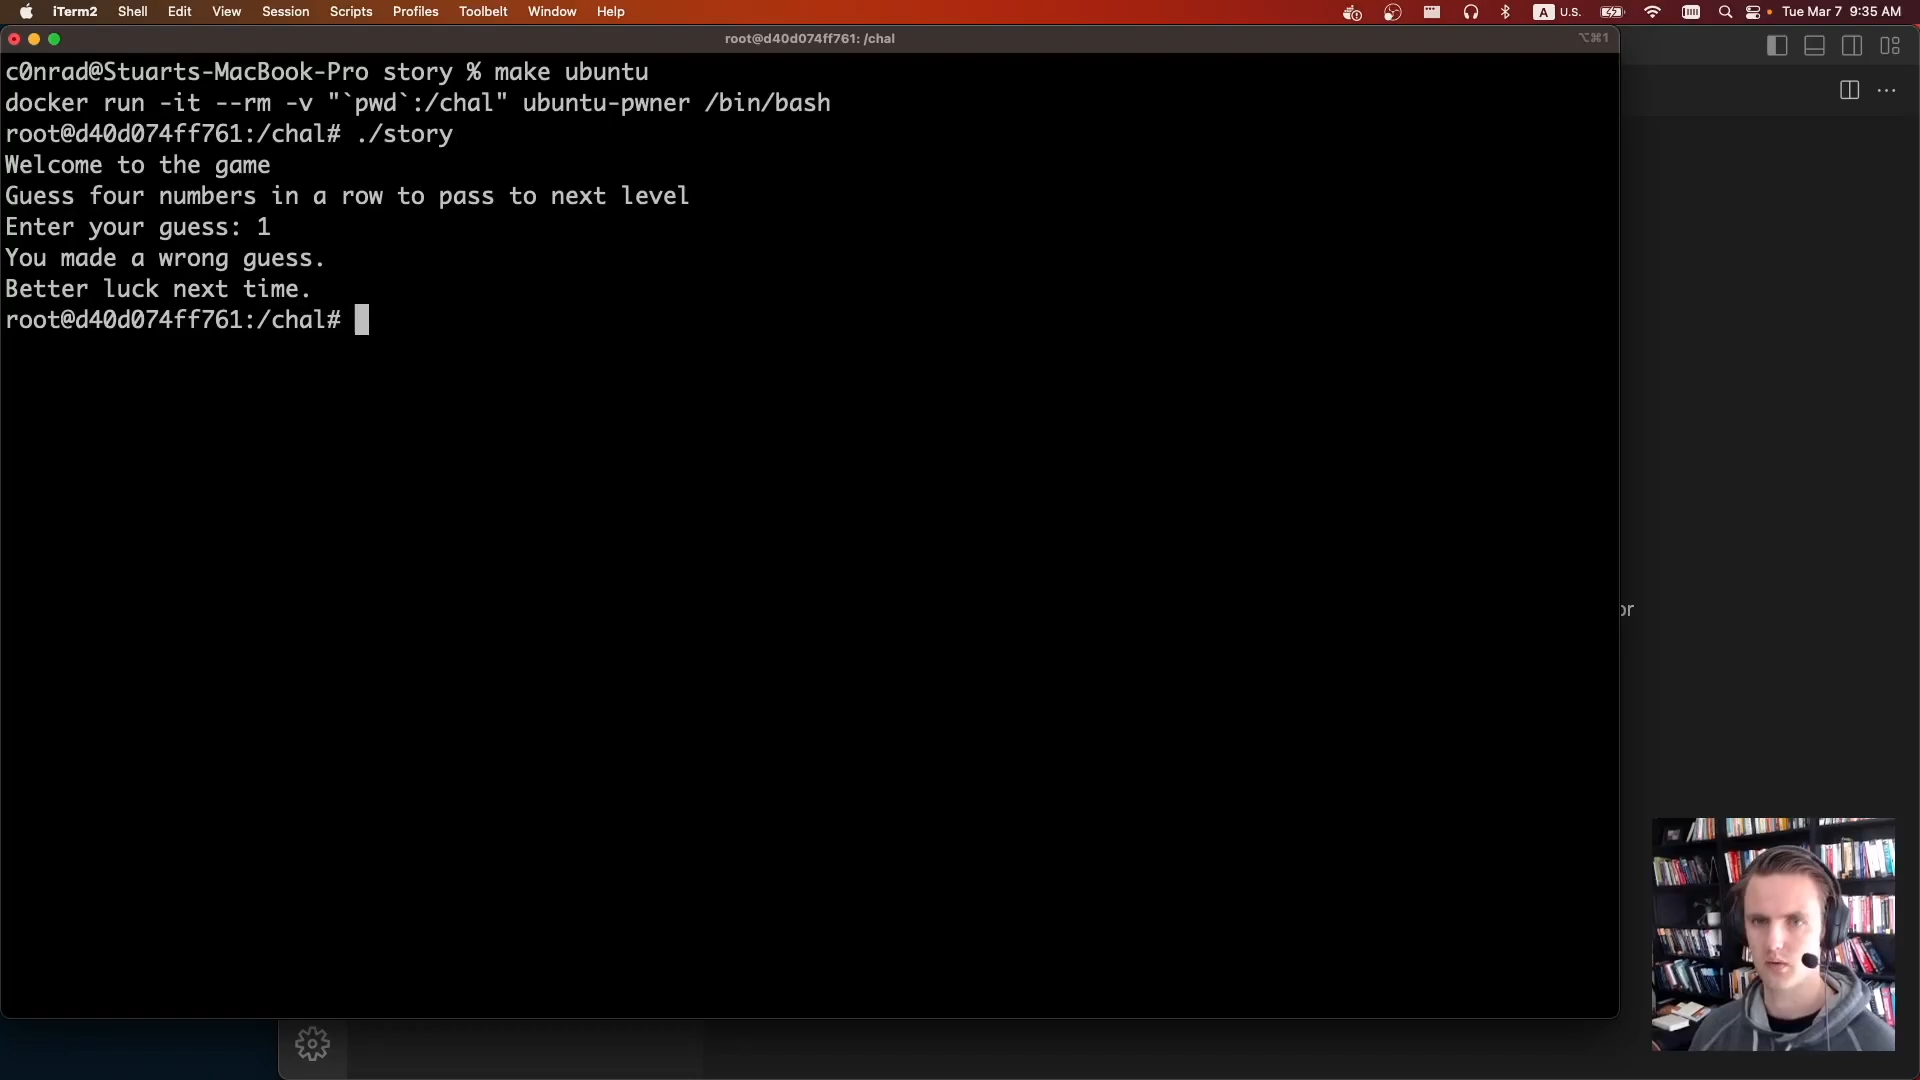 iTerm2 Shell Edit View Session Scripts Profiles Toolbelt Window Help A U.S. Tue Mar 7 9:35 AM
root@d40d074ff761: /chal ⌥⌘1
c0nrad@Stuarts-MacBook-Pro story % make ubuntu
docker run -it --rm -v "`pwd`:/chal" ubuntu-pwner /bin/bash
root@d40d074ff761:/chal# ./story
Welcome to the game
Guess four numbers in a row to pass to next level
Enter your guess: 1
You made a wrong guess.
Better luck next time.
root@d40d074ff761:/chal#
or